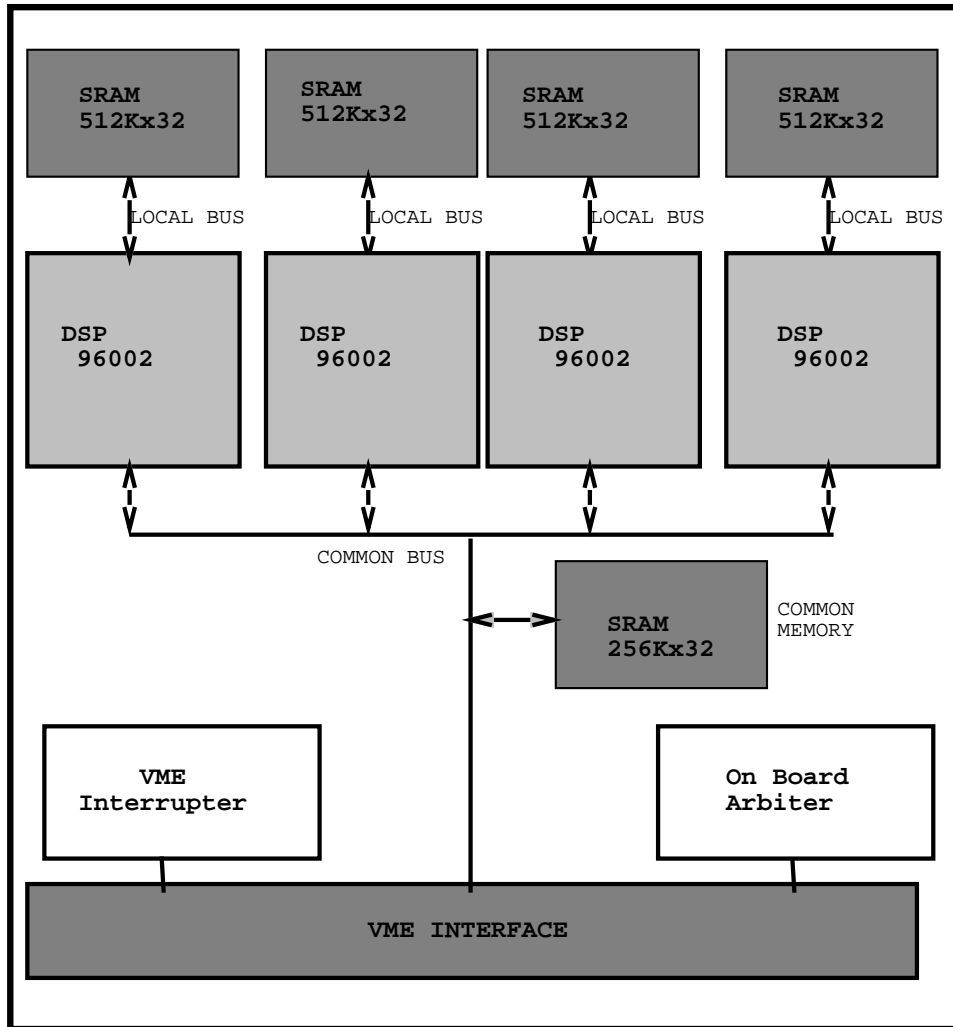 SRAM
512Kx32
SRAM
512Kx32
SRAM
512Kx32
SRAM
512Kx32
LOCAL BUS
LOCAL BUS
LOCAL BUS
LOCAL BUS
DSP
96002
DSP
96002
DSP
96002
DSP
96002
COMMON BUS
SRAM
256Kx32
COMMON
MEMORY
VME
Interrupter
On Board
Arbiter
VME INTERFACE